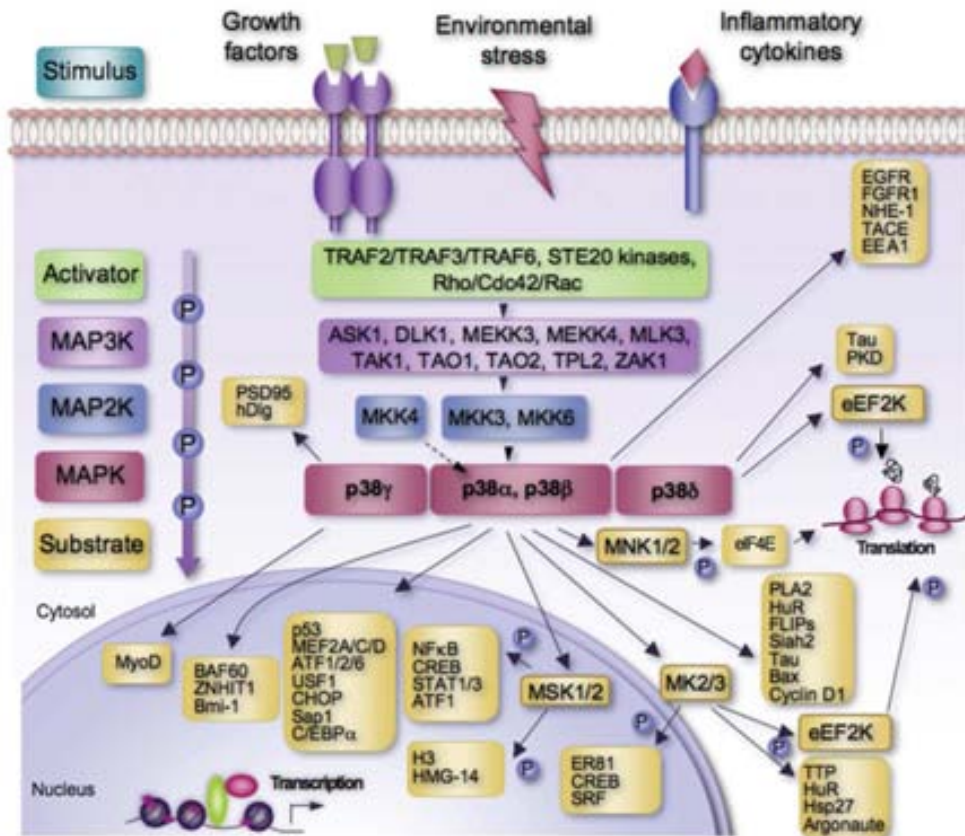 Growth
factors
Environmental
stress
Inflammatory
cytokines
Stimulus
EGFR
FGFR1
NHE-1
TACE
EEA1
Activator
TRAF2/TRAF3/TRAF6, STE20 kinases,
Rho/Cdc42/Rac
P
MAP3K
ASK1, DLK1, MEKK3, MEKK4, MLK3,
TAK1, TAO1, TAO2, TPL2, ZAK1
Tau
PKD
P
MAP2K
PSD95
hDlg
MKK4
MKK3, MKK6
eEF2K
P
P
MAPK
p38γ
p38α, p38β
p38δ
P
Substrate
MNK1/2
eIF4E
P
Translation
Cytosol
P
PLA2
HuR
FLIPs
Siah2
Tau
Bax
Cyclin D1
MyoD
BAF60
ZNHIT1
Bmi-1
p53
MEF2A/C/D
ATF1/2/6
USF1
CHOP
Sap1
C/EBPα
NFκB
CREB
STAT1/3
ATF1
P
MSK1/2
MK2/3
P
P
eEF2K
H3
HMG-14
P
ER81
CREB
SRF
TTP
HuR
Hsp27
Argonaute
Nucleus
Transcription